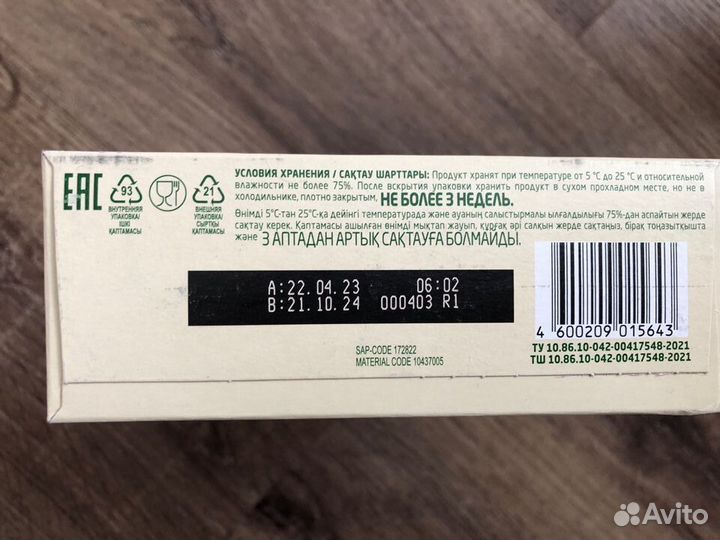 EAC
93
ВНУТРЕННЯЯ
УПАКОВКА/
ІШКІ
ҚАПТАМАСЫ
21
ВНЕШНЯЯ
УПАКОВКА/
СЫРТҚЫ
ҚАПТАМАСЫ
УСЛОВИЯ ХРАНЕНИЯ / САҚТАУ ШАРТТАРЫ: Продукт хранят при температуре от 5 °С до 25 °С и относительной
влажности не более 75%. После вскрытия упаковки хранить продукт в сухом прохладном месте, но не в
холодильнике, плотно закрытым, НЕ БОЛЕЕ 3 НЕДЕЛЬ.
Өнімді 5°С-тан 25°С-қа дейінгі температурада және ауаның салыстырмалы ылғалдылығы 75%-дан аспайтын жерде
сақтау керек. Қаптамасы ашылған өнімді мықтап жауып, құрғақ әрі салқын жерде сақтаңыз, бірақ тоңазытқышта
және 3 АПТАДАН АРТЫҚ САҚТАУҒА БОЛМАЙДЫ.
A:22.04.23 06:02
B:21.10.24 000403 R1
SAP-CODE 172822
MATERIAL CODE 10437005
4 600209 015643
ТУ 10.86.10-042-00417548-2021
ТШ 10.86.10-042-00417548-2021
Avito